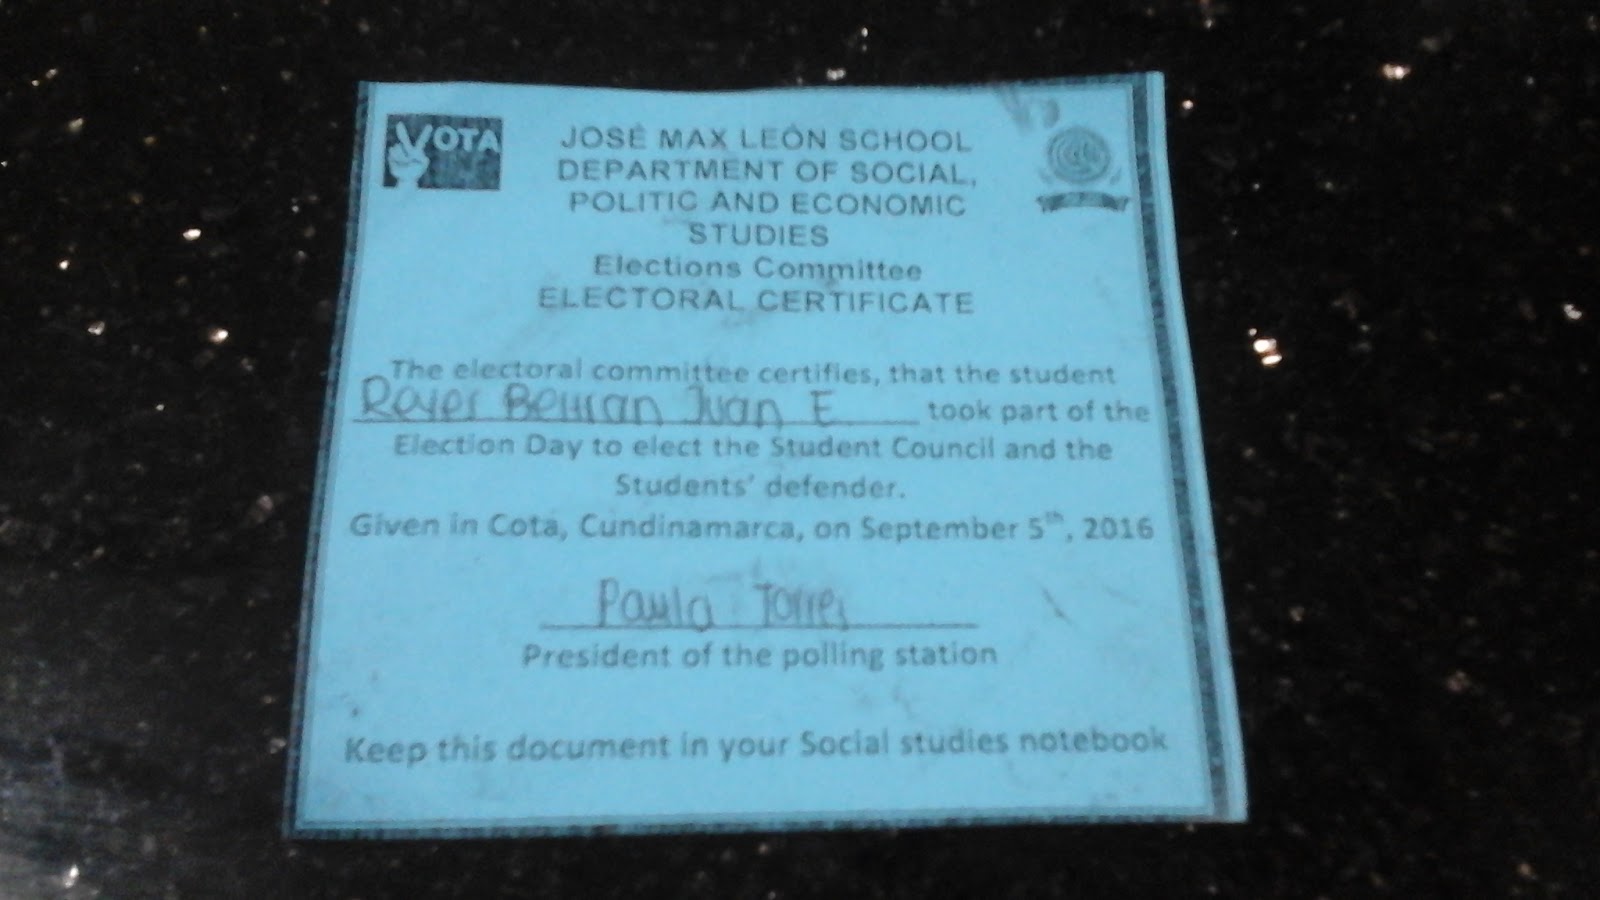 VOTA
JOSÉ MAX LEÓN SCHOOL
DEPARTMENT OF SOCIAL,
POLITIC AND ECONOMIC
STUDIES
Elections Committee
ELECTORAL CERTIFICATE
The electoral committee certifies, that the student
Reyes Juan E took part of the
Election Day to elect the Student Council and the
Students' defender.
Given in Cota, Cundinamarca, on September 5th, 2016
Paula Torres
President of the polling station
Keep this document in your Social studies notebook